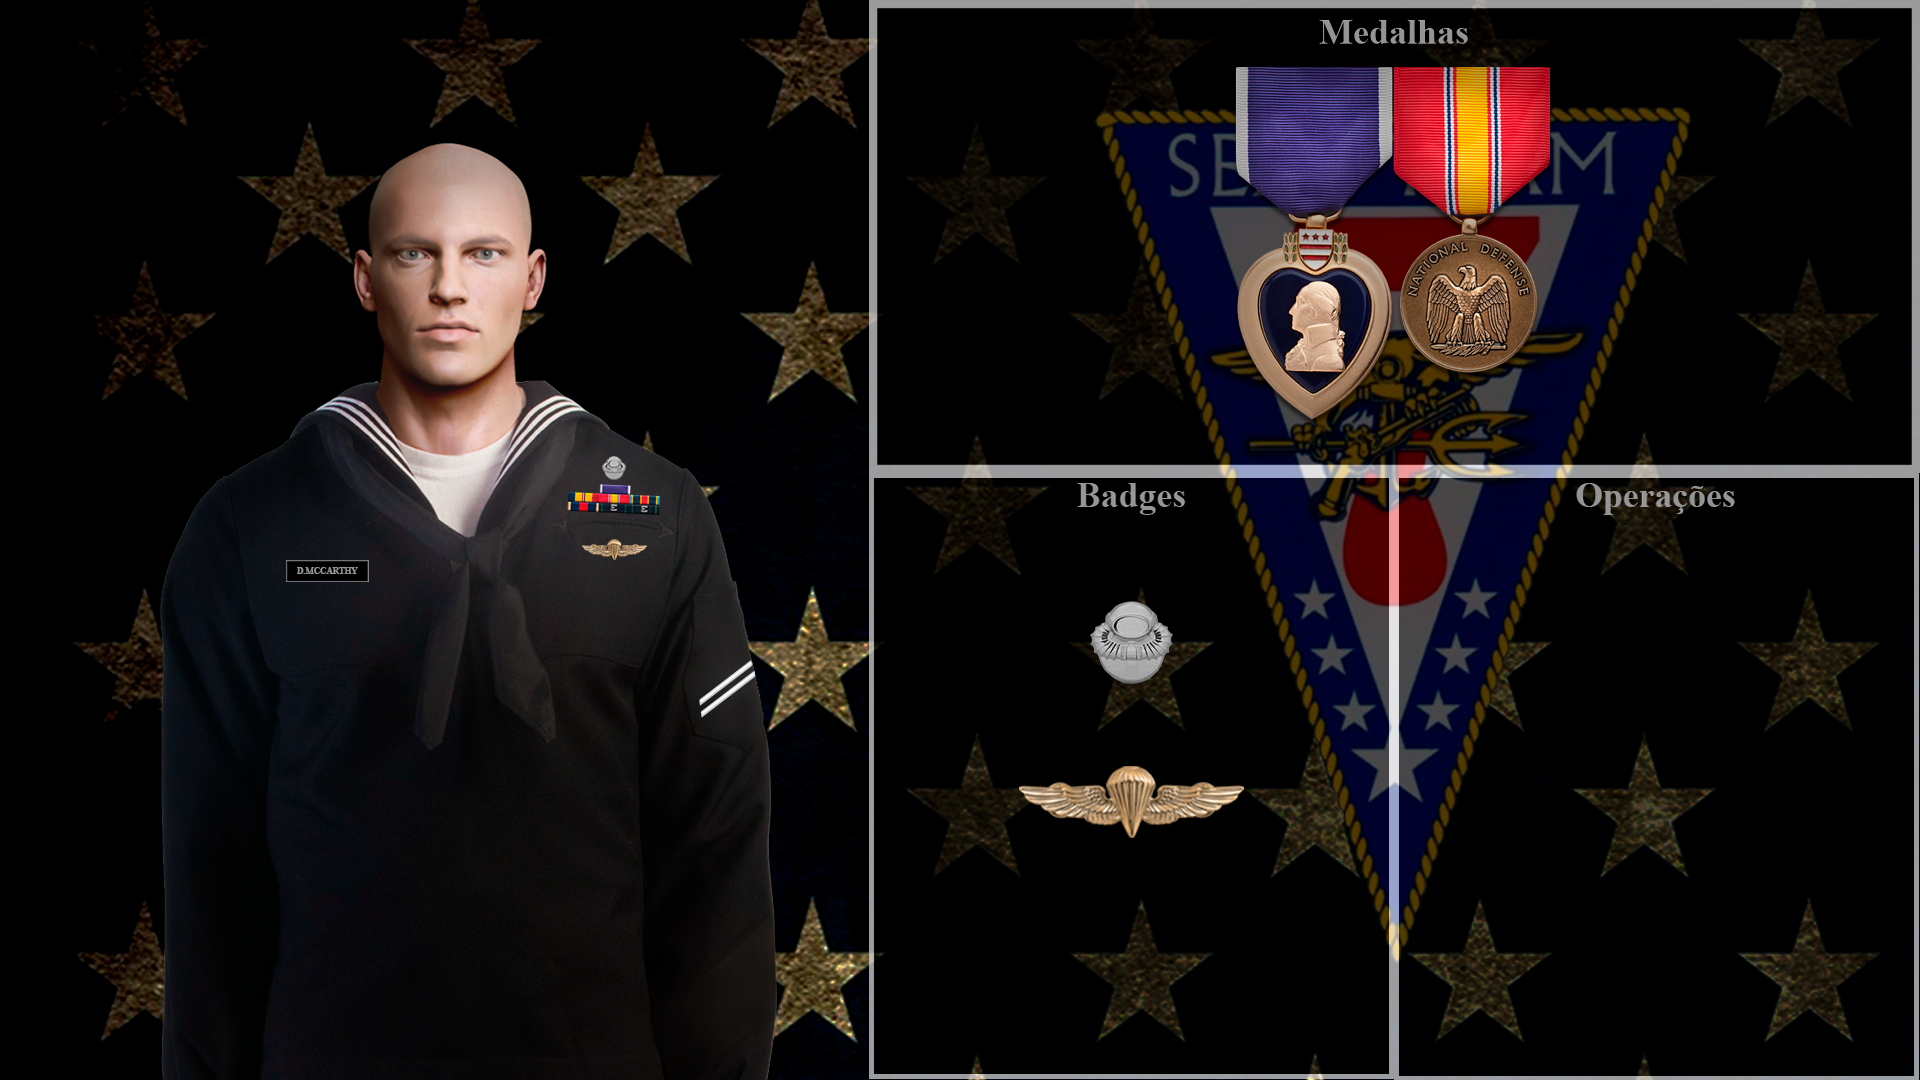 Medalhas
NATIONAL DEFENSE
Badges
Operações
D.MCCARTHY